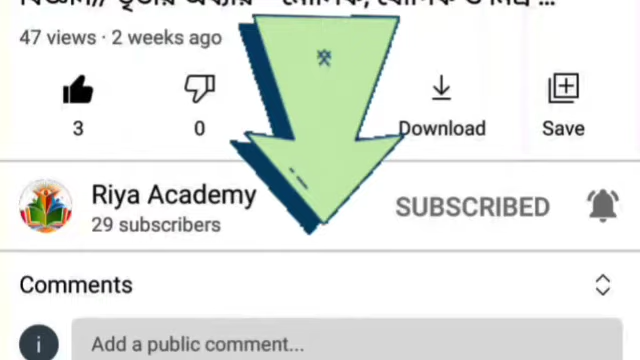 47 views · 2 weeks ago
3
0
Download
Save
Riya Academy
SUBSCRIBED
29 subscribers
Comments
i
Add a public comment...